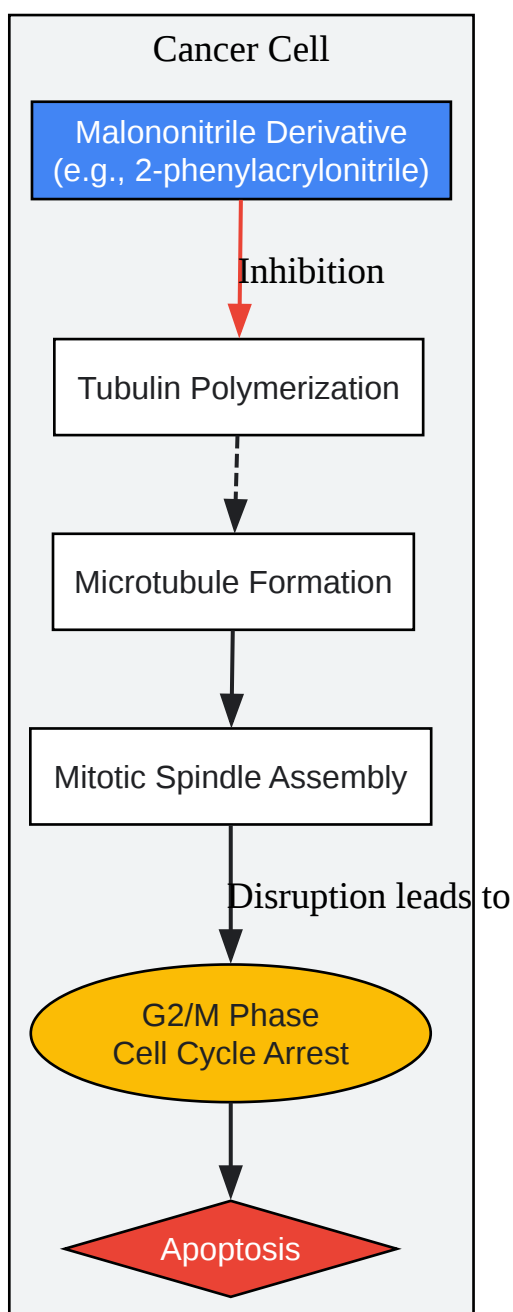 Cancer Cell
Malononitrile Derivative
(e.g., 2-phenylacrylonitrile)
Inhibition
Tubulin Polymerization
Microtubule Formation
Mitotic Spindle Assembly
Disruption leads to
G2/M Phase
Cell Cycle Arrest
Apoptosis